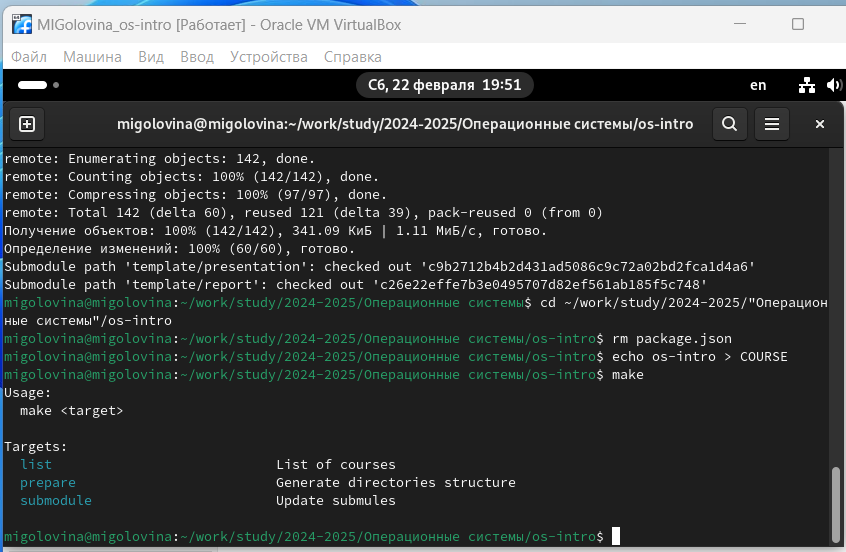 MIGolovina_os-intro [Работает] - Oracle VM VirtualBox
Файл Машина Вид Ввод Устройства Справка
Сб, 22 февраля 19:51 en
migolovina@migolovina:~/work/study/2024-2025/Операционные системы/os-intro
remote: Enumerating objects: 142, done.
remote: Counting objects: 100% (142/142), done.
remote: Compressing objects: 100% (97/97), done.
remote: Total 142 (delta 60), reused 121 (delta 39), pack-reused 0 (from 0)
Получение объектов: 100% (142/142), 341.09 КиБ | 1.11 МиБ/с, готово.
Определение изменений: 100% (60/60), готово.
Submodule path 'template/presentation': checked out 'c9b2712b4b2d431ad5086c9c72a02bd2fca1d4a6'
Submodule path 'template/report': checked out 'c26e22effe7b3e0495707d82ef561ab185f5c748'
migolovina@migolovina:~/work/study/2024-2025/Операционные системы$ cd ~/work/study/2024-2025/"Операцион
ные системы"/os-intro
migolovina@migolovina:~/work/study/2024-2025/Операционные системы/os-intro$ rm package.json
migolovina@migolovina:~/work/study/2024-2025/Операционные системы/os-intro$ echo os-intro > COURSE
migolovina@migolovina:~/work/study/2024-2025/Операционные системы/os-intro$ make
Usage:
  make <target>
Targets:
  list                            List of courses
  prepare                         Generate directories structure
  submodule                       Update submules
migolovina@migolovina:~/work/study/2024-2025/Операционные системы/os-intro$